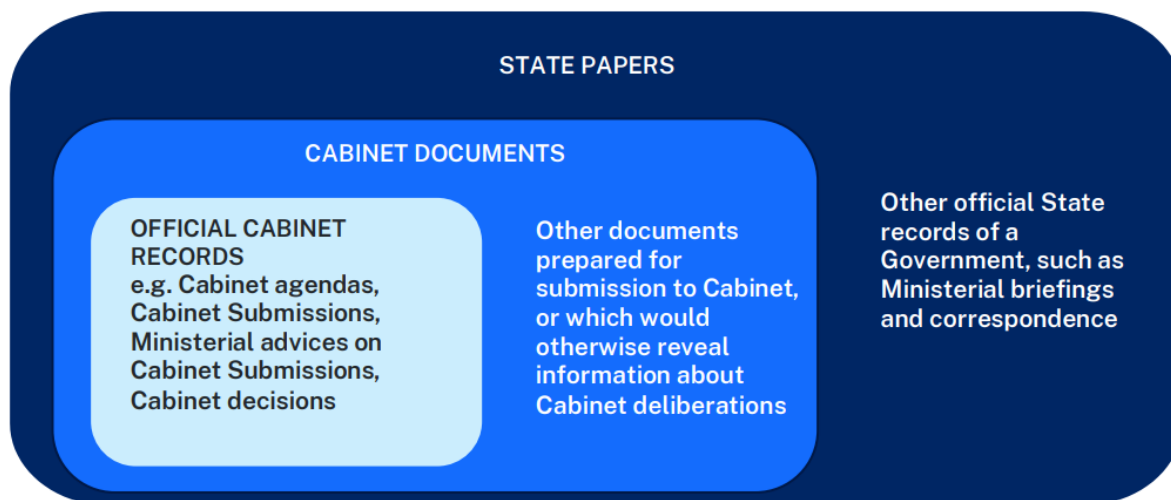 STATE PAPERS
CABINET DOCUMENTS
OFFICIAL CABINET
RECORDS
e.g. Cabinet agendas,
Cabinet Submissions,
Ministerial advices on
Cabinet Submissions,
Cabinet decisions
Other documents
prepared for
submission to Cabinet,
or which would
otherwise reveal
information about
Cabinet deliberations
Other official State
records of a
Government, such as
Ministerial briefings
and correspondence